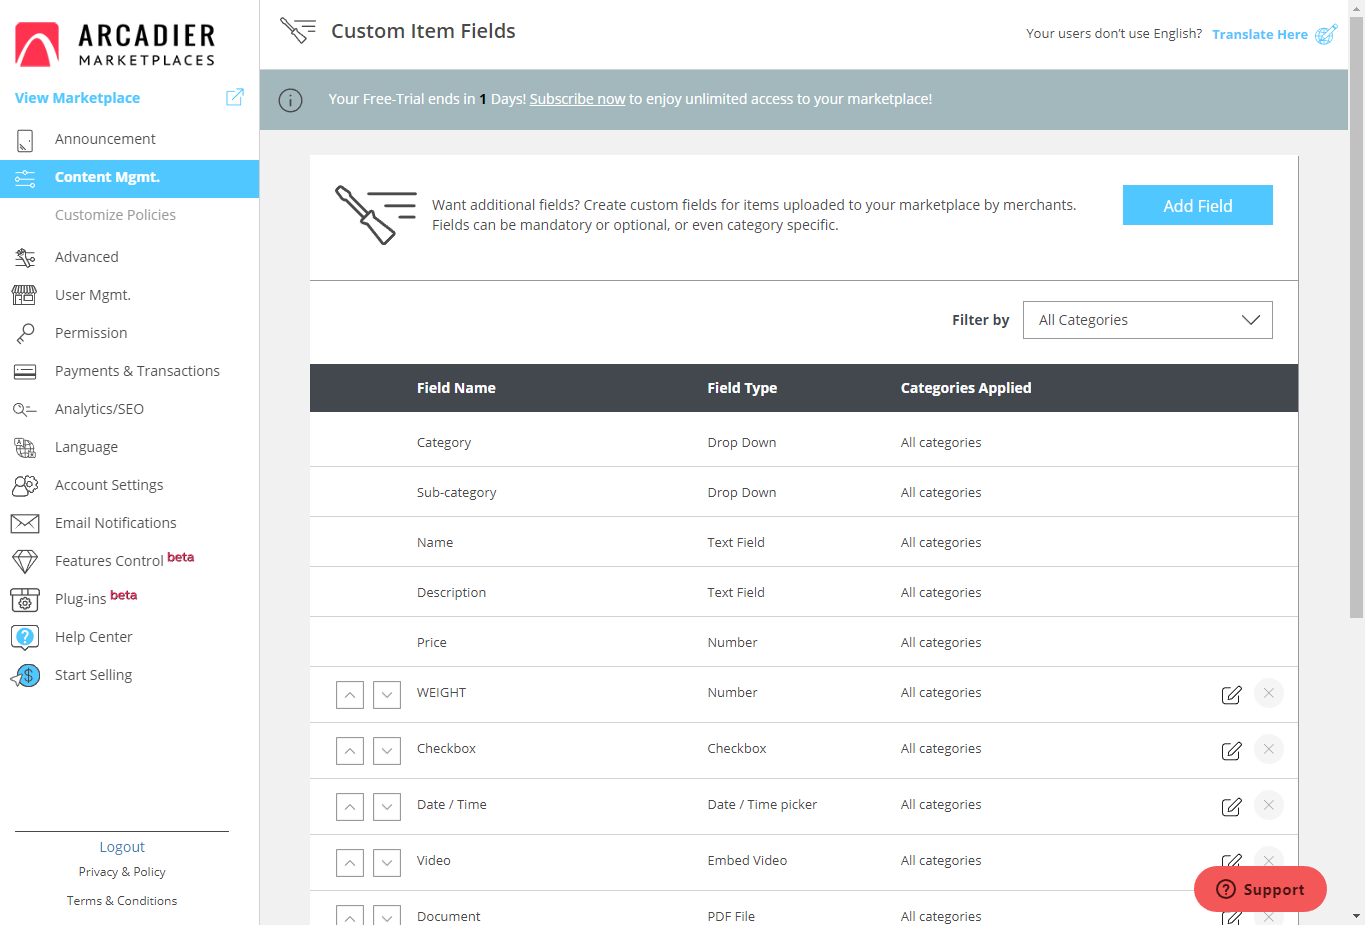 ARCADIER
MARKETPLACES
View Marketplace
Announcement
Content Mgmt.
Customize Policies
Advanced
User Mgmt.
Permission
Payments & Transactions
Analytics/SEO
Language
Account Settings
Email Notifications
Features Control beta
Plug-ins beta
Help Center
Start Selling
Logout
Privacy & Policy
Terms & Conditions
Custom Item Fields
Your users don't use English? Translate Here
Your Free-Trial ends in 1 Days! Subscribe now to enjoy unlimited access to your marketplace!
Want additional fields? Create custom fields for items uploaded to your marketplace by merchants.
Fields can be mandatory or optional, or even category specific.
Add Field
Filter by All Categories
Field Name Field Type Categories Applied
Category Drop Down All categories
Sub-category Drop Down All categories
Name Text Field All categories
Description Text Field All categories
Price Number All categories
WEIGHT Number All categories
Checkbox Checkbox All categories
Date / Time Date / Time picker All categories
Video Embed Video All categories
Document PDF File All categories
Support